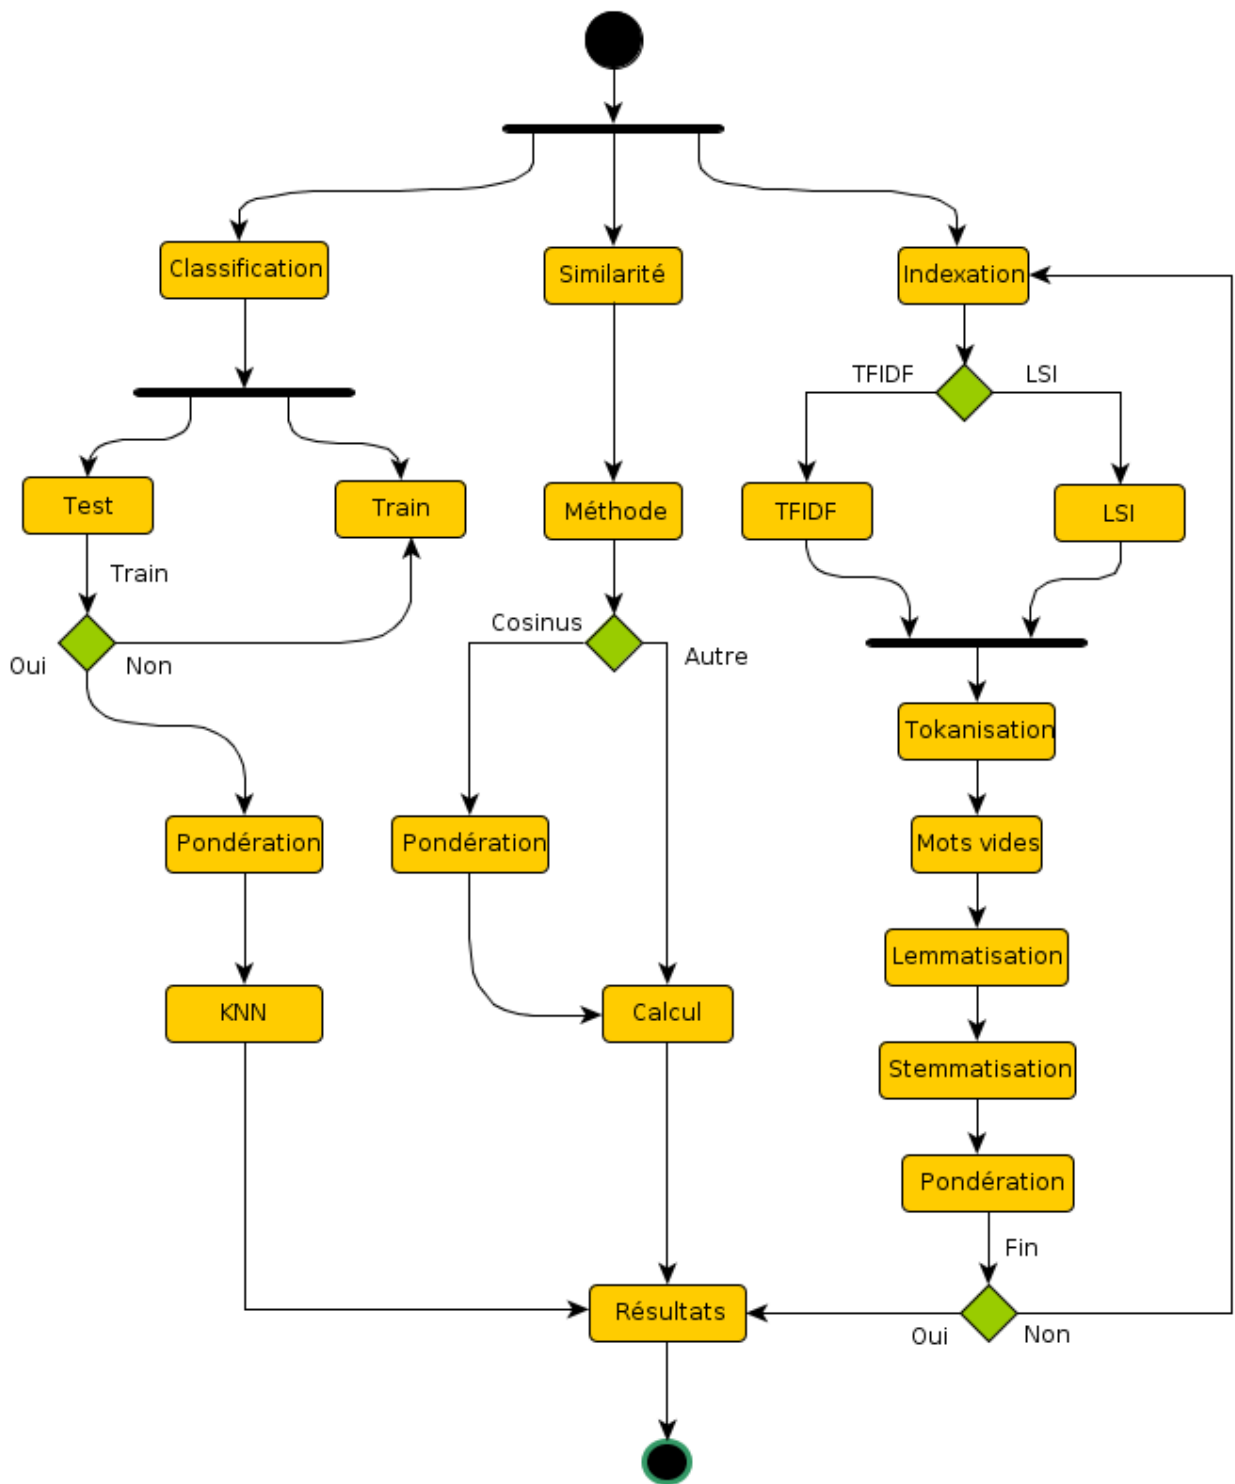 Classification
Similarité
Indexation
TFIDF
LSI
Test
Train
Méthode
TFIDF
LSI
Train
Cosinus
Autre
Oui
Non
Tokanisation
Pondération
Pondération
Mots vides
Lemmatisation
KNN
Calcul
Stemmatisation
Pondération
Fin
Résultats
Oui
Non